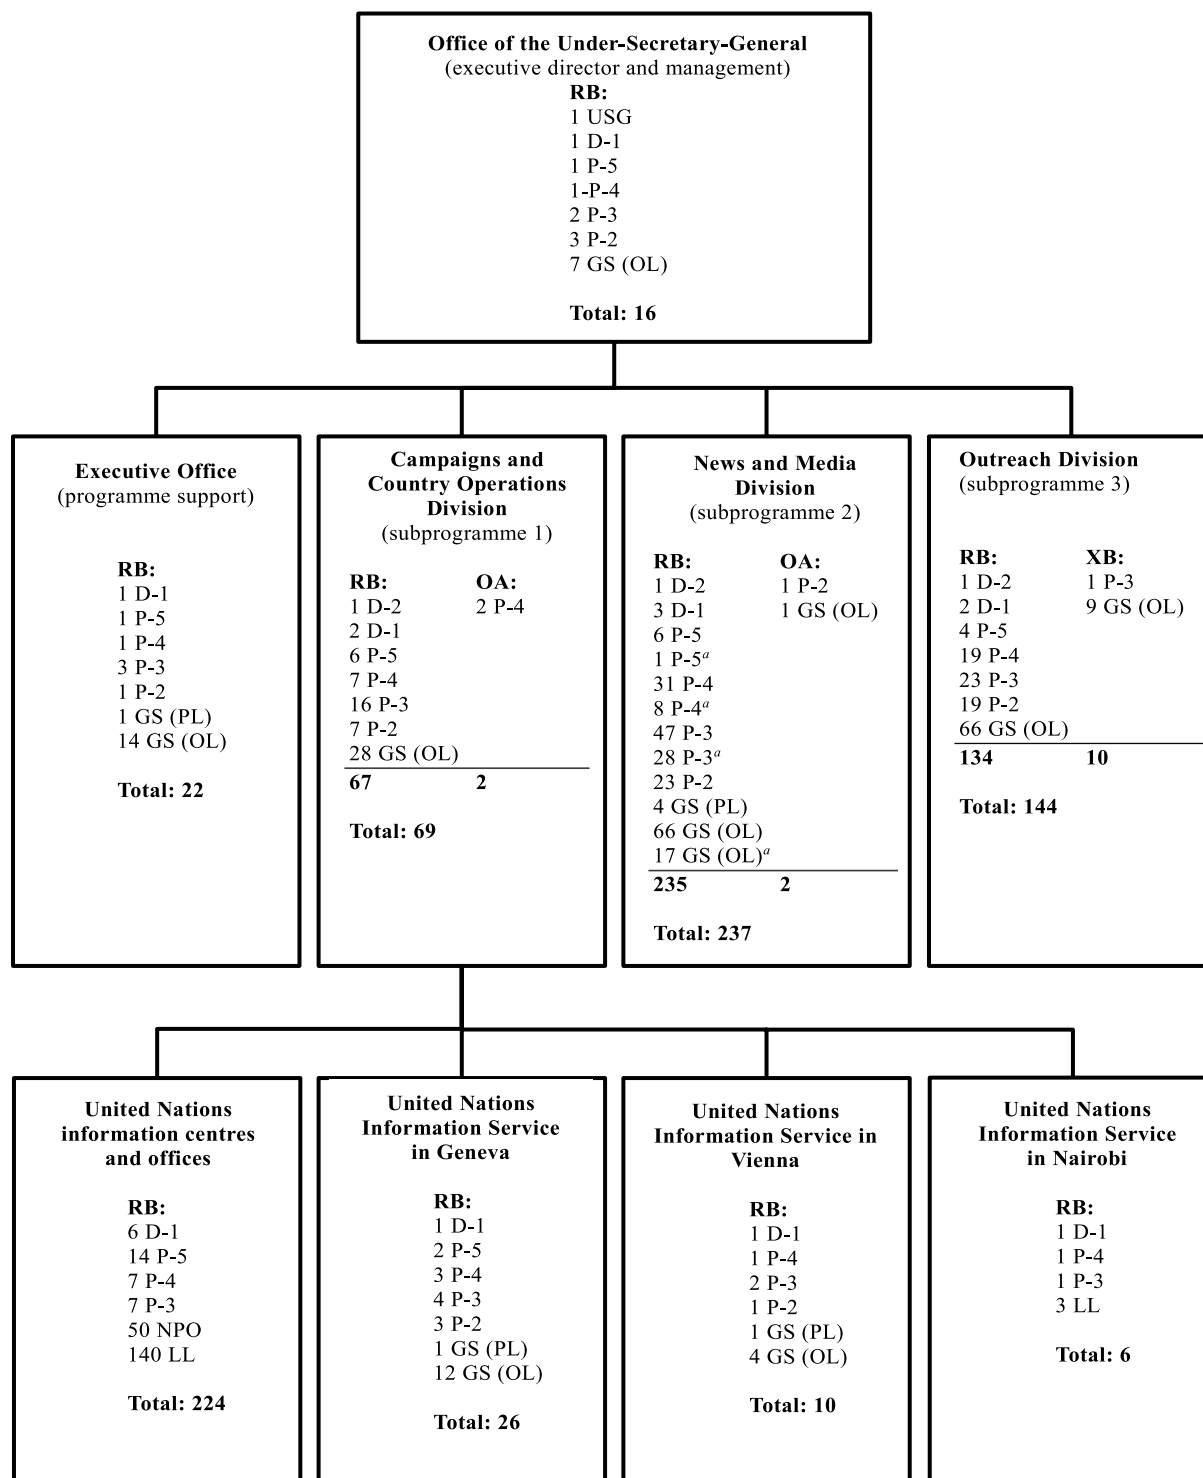 Office of the Under-Secretary-General
(executive director and management)
RB:
1 USG
1 D-1
1 P-5
1-P-4
2 P-3
3 P-2
7 GS (OL)
Total: 16
Executive Office
(programme support)
RB:
1 D-1
1 P-5
1 P-4
3 P-3
1 P-2
1 GS (PL)
14 GS (OL)
Total: 22
Campaigns and
Country Operations
Division
(subprogramme 1)
RB: OA:
1 D-2 2 P-4
2 D-1
6 P-5
7 P-4
16 P-3
7 P-2
28 GS (OL)
67 2
Total: 69
News and Media
Division
(subprogramme 2)
RB: OA:
1 D-2 1 P-2
3 D-1 1 GS (OL)
6 P-5
1 P-5ᵃ
31 P-4
8 P-4ᵃ
47 P-3
28 P-3ᵃ
23 P-2
4 GS (PL)
66 GS (OL)
17 GS (OL)ᵃ
235 2
Total: 237
Outreach Division
(subprogramme 3)
RB: XB:
1 D-2 1 P-3
2 D-1 9 GS (OL)
4 P-5
19 P-4
23 P-3
19 P-2
66 GS (OL)
134 10
Total: 144
United Nations
information centres
and offices
RB:
6 D-1
14 P-5
7 P-4
7 P-3
50 NPO
140 LL
Total: 224
United Nations
Information Service
in Geneva
RB:
1 D-1
2 P-5
3 P-4
4 P-3
3 P-2
1 GS (PL)
12 GS (OL)
Total: 26
United Nations
Information Service in
Vienna
RB:
1 D-1
1 P-4
2 P-3
1 P-2
1 GS (PL)
4 GS (OL)
Total: 10
United Nations
Information Service
in Nairobi
RB:
1 D-1
1 P-4
1 P-3
3 LL
Total: 6